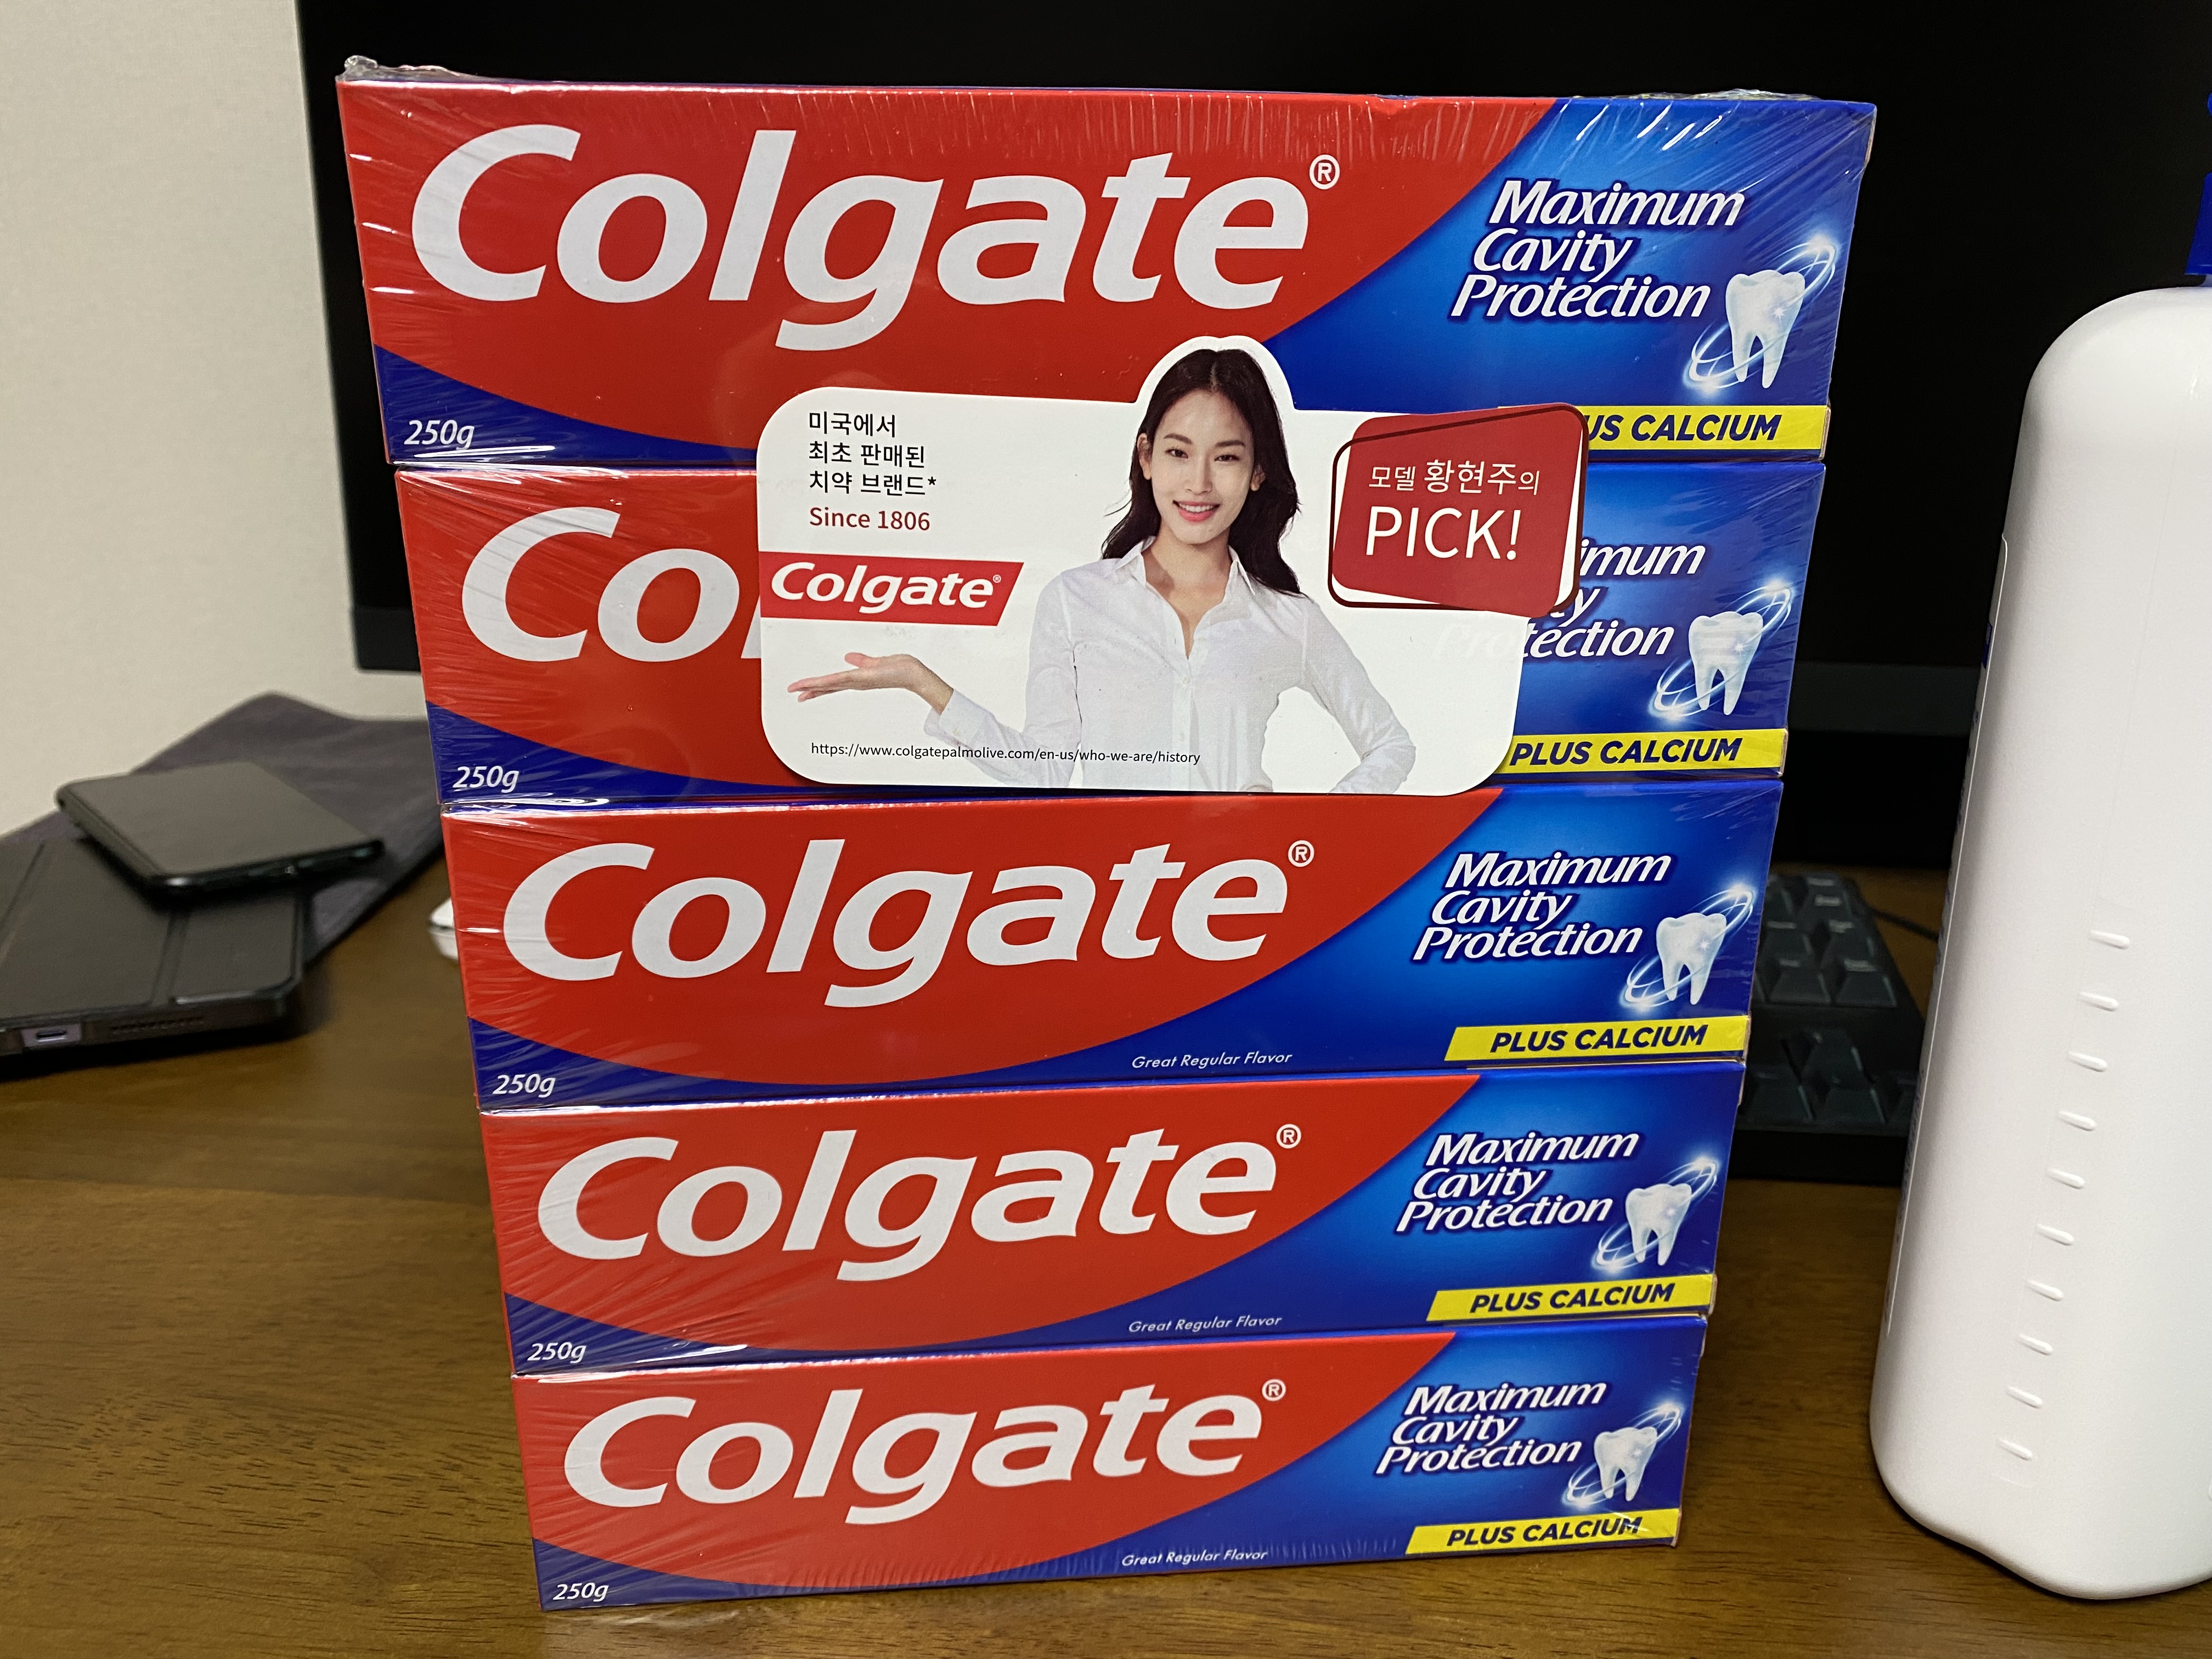 Colgate®
Maximum
Cavity
Protection
US CALCIUM
250g
미국에서
최초 판매된
치약 브랜드*
Since 1806
Colgate®
모델 황현주의
PICK!
https://www.colgatepalmolive.com/en-us/who-we-are/history
Col
imum
ty
Protection
PLUS CALCIUM
250g
Colgate®
Maximum
Cavity
Protection
PLUS CALCIUM
Great Regular Flavor
250g
Colgate®
Maximum
Cavity
Protection
PLUS CALCIUM
Great Regular Flavor
250g
Colgate®
Maximum
Cavity
Protection
PLUS CALCIUM
Great Regular Flavor
250g